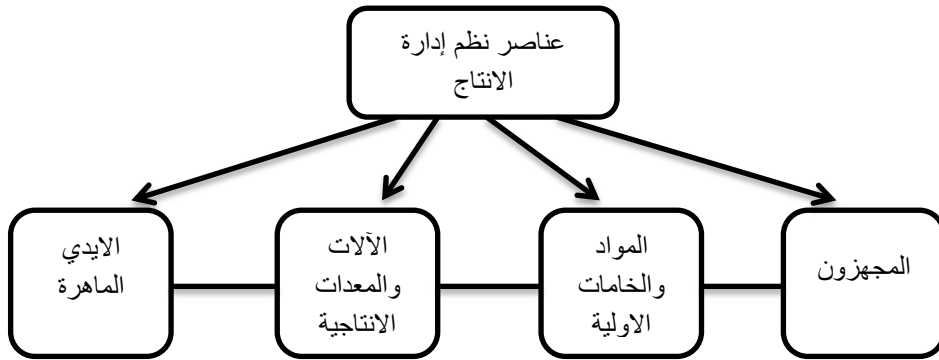 عناصر نظم إدارة
الانتاج
المجهزون
المواد
والخامات
الاولية
الآلات
والمعدات
الانتاجية
الايدي
الماهرة